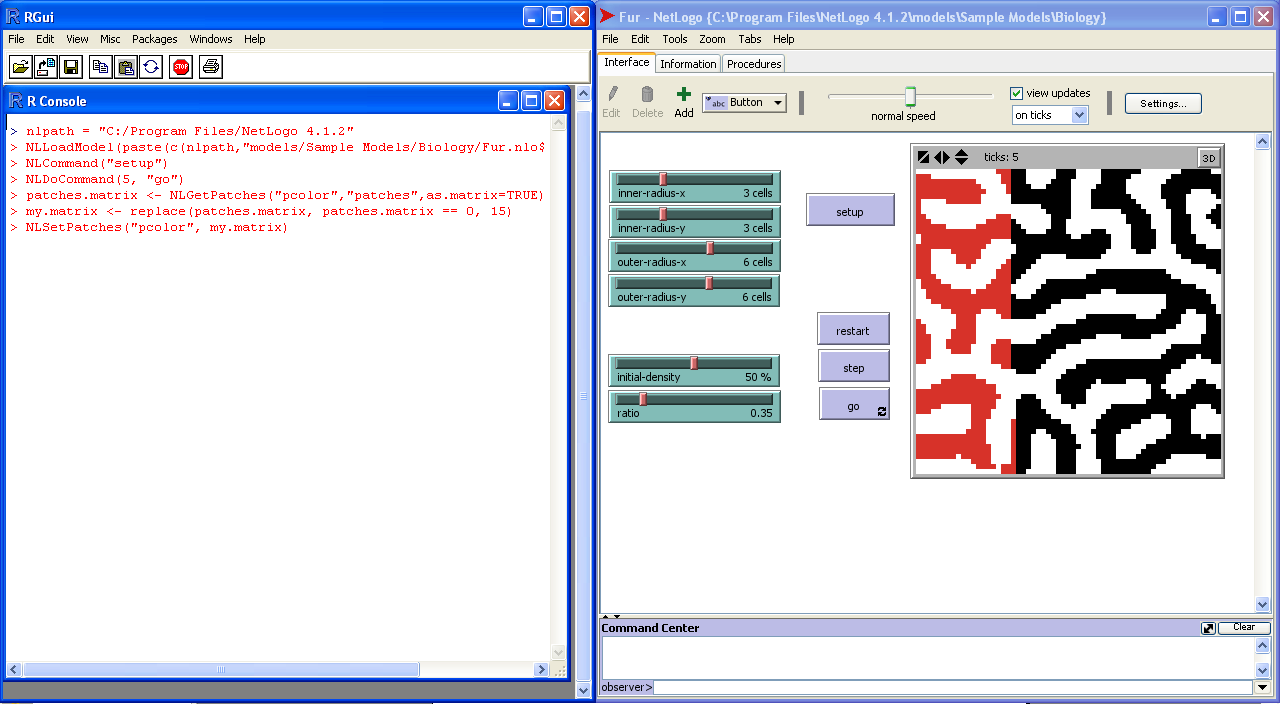 RGui
File Edit View Misc Packages Windows Help
STOP
R Console
> nlpath = "C:/Program Files/NetLogo 4.1.2"
> NLLoadModel(paste(c(nlpath,"models/Sample Models/Biology/Fur.nlo$
> NLCommand("setup")
> NLDoCommand(5, "go")
> patches.matrix <- NLGetPatches("pcolor","patches",as.matrix=TRUE)
> my.matrix <- replace(patches.matrix, patches.matrix == 0, 15)
> NLSetPatches("pcolor", my.matrix)
Fur - NetLogo {C:\Program Files\NetLogo 4.1.2\models\Sample Models\Biology}
File Edit Tools Zoom Tabs Help
Interface Information Procedures
Edit Delete Add abc Button normal speed view updates on ticks Settings...
ticks: 5 3D
inner-radius-x 3 cells
inner-radius-y 3 cells
outer-radius-x 6 cells
outer-radius-y 6 cells
initial-density 50 %
ratio 0.35
setup
restart
step
go
Command Center Clear
observer>